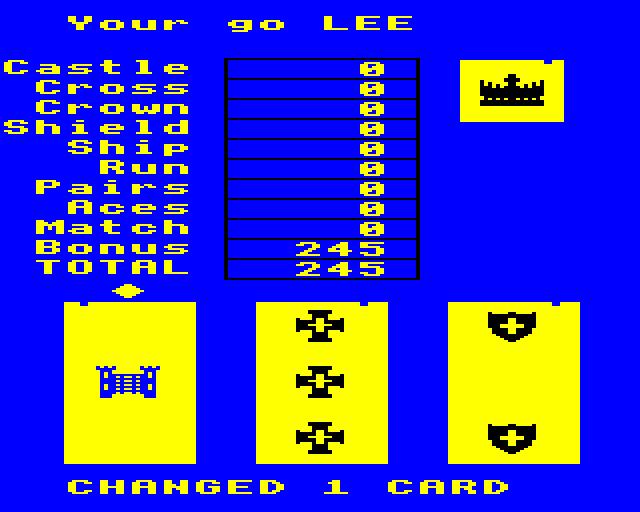 Your go LEE
Castle 0
Cross 0
Crown 0
Shield 0
Ship 0
Run 0
Pairs 0
Aces 0
Match 0
Bonus 245
TOTAL 245
CHANGED 1 CARD